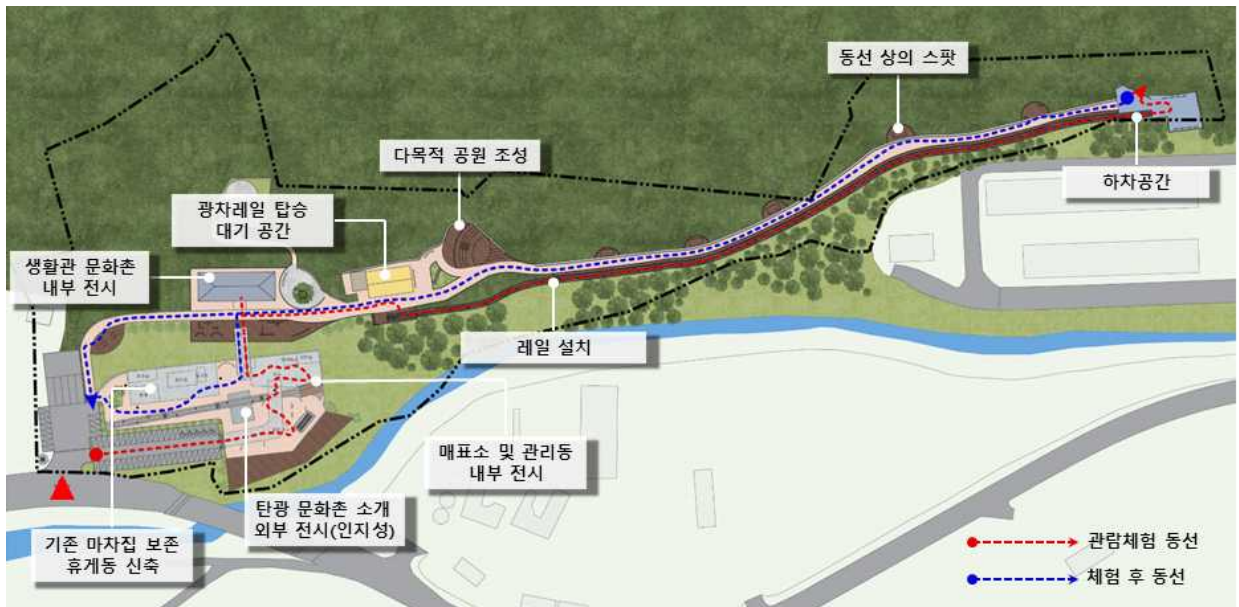 동선 상의 스팟
다목적 공원 조성
하차공간
광차레일 탑승
대기 공간
생활관 문화촌
내부 전시
레일 설치
매표소 및 관리동
내부 전시
탄광 문화촌 소개
외부 전시(인지성)
기존 마차집 보존
휴게동 신축
관람체험 동선
체험 후 동선